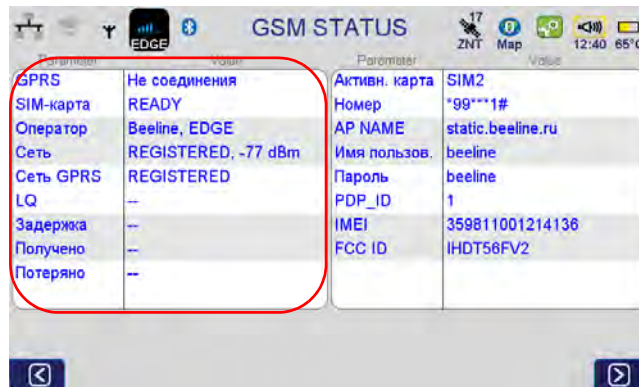 EDGE
GSM STATUS
17
ZNT
Map
12:40 65°C
Parameter Value Parameter Value
GPRS Не соединения Активн. карта SIM2
SIM-карта READY Номер *99***1#
Оператор Beeline, EDGE AP NAME static.beeline.ru
Сеть REGISTERED, -77 dBm Имя пользов. beeline
Сеть GPRS REGISTERED Пароль beeline
LQ -- PDP_ID 1
Задержка -- IMEI 359811001214136
Получено -- FCC ID IHDT56FV2
Потеряно --